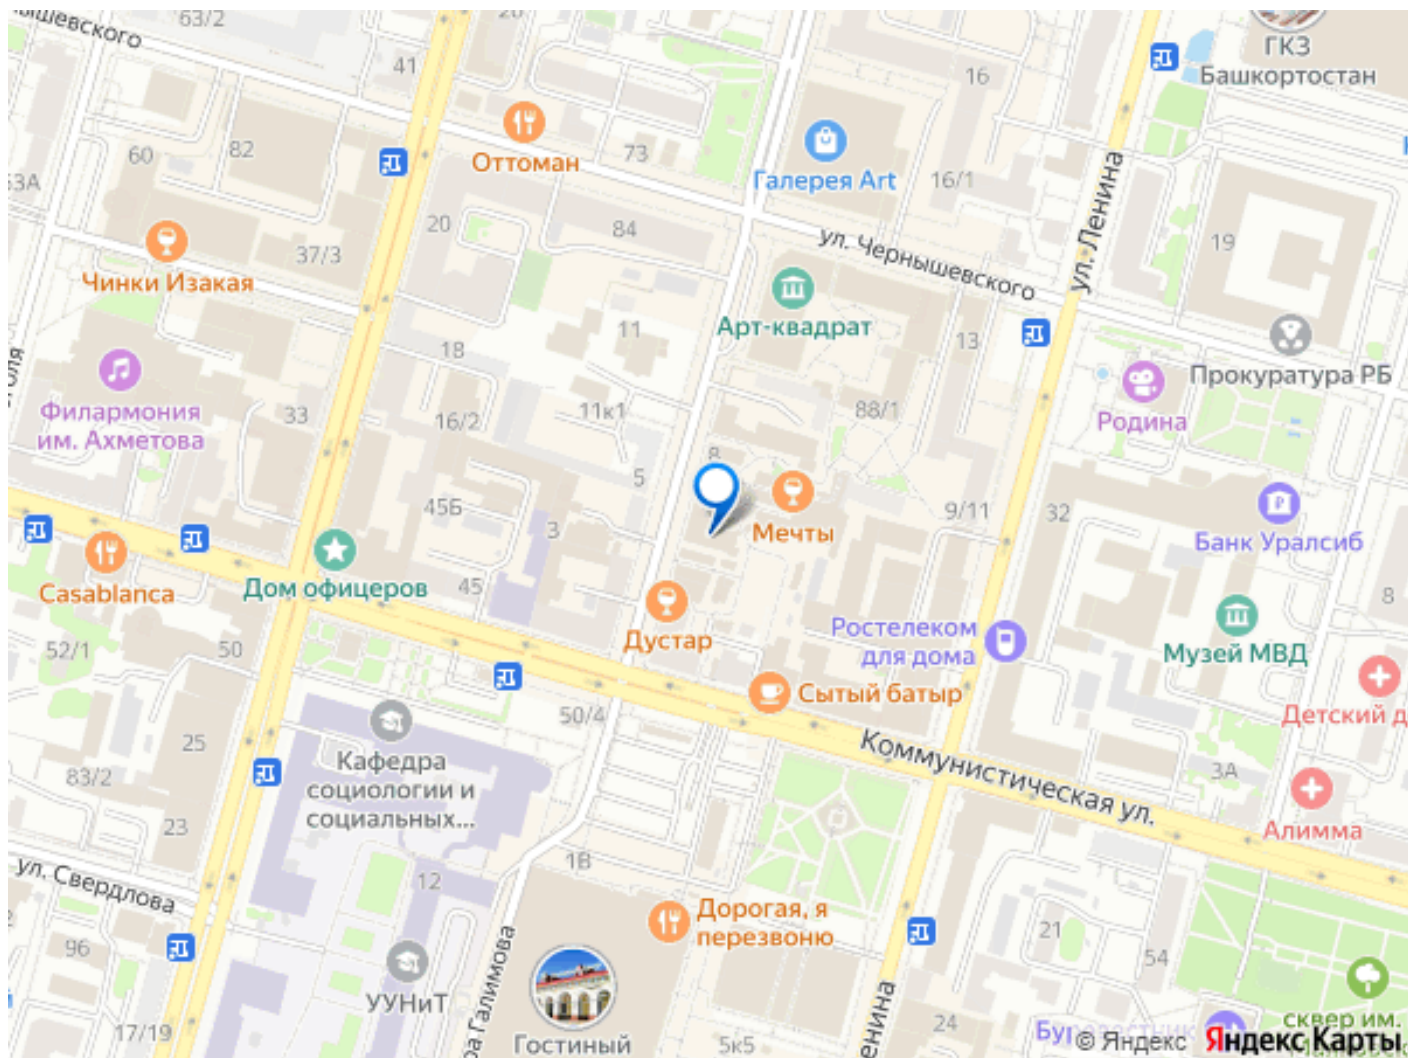 63/2
20
ГКЗ
Башкортостан
41
16
Оттоман
73
60
82
Галерея Art
16/1
ул. Ленина
20
84
19
37/3
ул. Чернышевского
Чинки Изакая
Арт-квадрат
11
13
18
Прокуратура РБ
Филармония
им. Ахметова
33
16/2
11к1
88/1
Родина
8
5
45Б
3
Мечты
9/11
32
Банк Уралсиб
Casablanca
Дом офицеров
45
8
Дустар
Ростелеком
для дома
Музей МВД
52/1
50
Сытый батыр
50/4
Детский д
25
Кафедра
социологии и
социальных...
Коммунистическая ул.
83/2
3А
23
Алимма
1В
ул. Свердлова
12
Дорогая, я
перезвоню
21
96
54
УУНиТ
17/19
Гостиный
5к5
24
сквер им.
© Яндекс Яндекс Карты